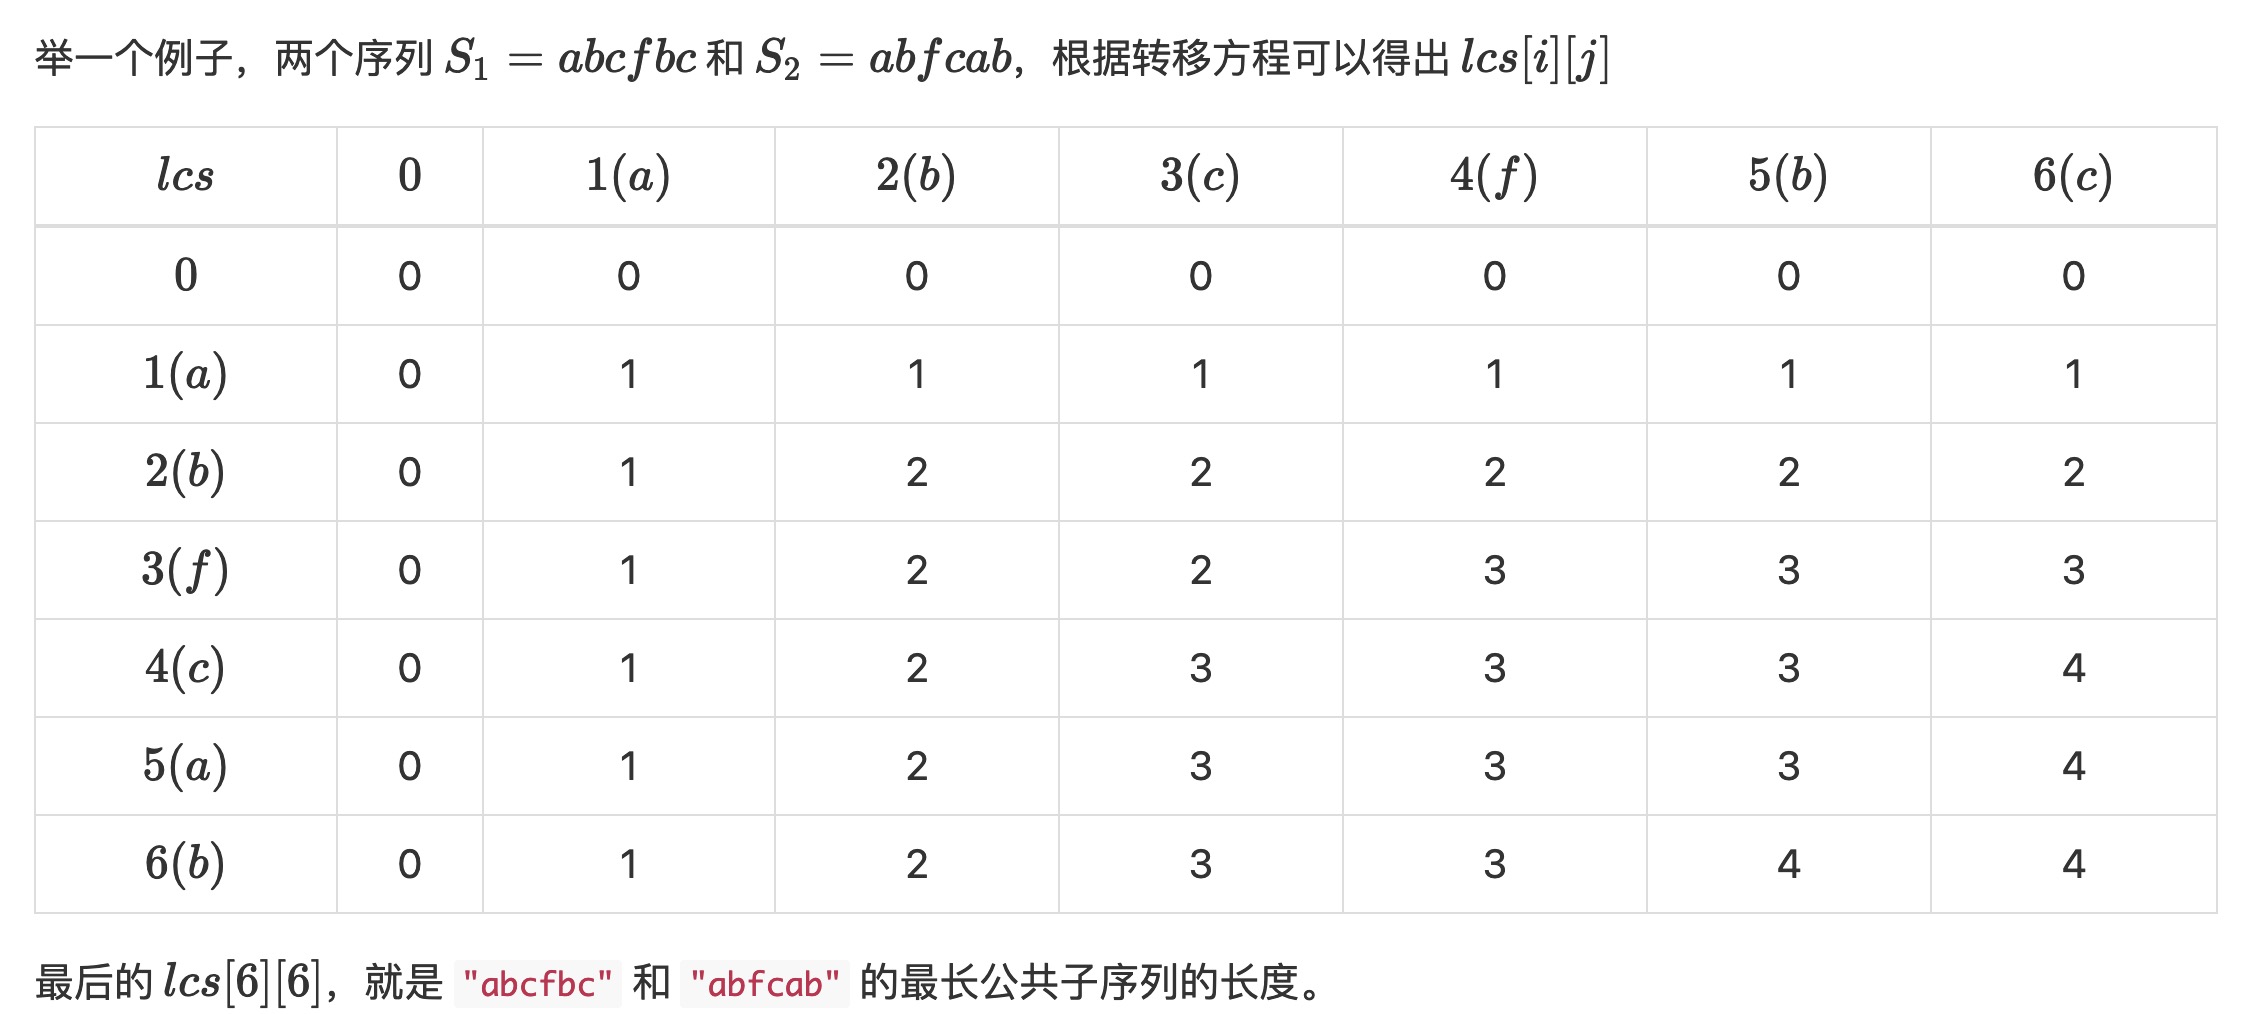 举一个例子，两个序列 S₁ = abcfbc 和 S₂ = abfcab，根据转移方程可以得出 lcs[i][j]
lcs 0 1(a) 2(b) 3(c) 4(f) 5(b) 6(c)
0 0 0 0 0 0 0 0
1(a) 0 1 1 1 1 1 1
2(b) 0 1 2 2 2 2 2
3(f) 0 1 2 2 3 3 3
4(c) 0 1 2 3 3 3 4
5(a) 0 1 2 3 3 3 4
6(b) 0 1 2 3 3 4 4
最后的 lcs[6][6]，就是 "abcfbc" 和 "abfcab" 的最长公共子序列的长度。